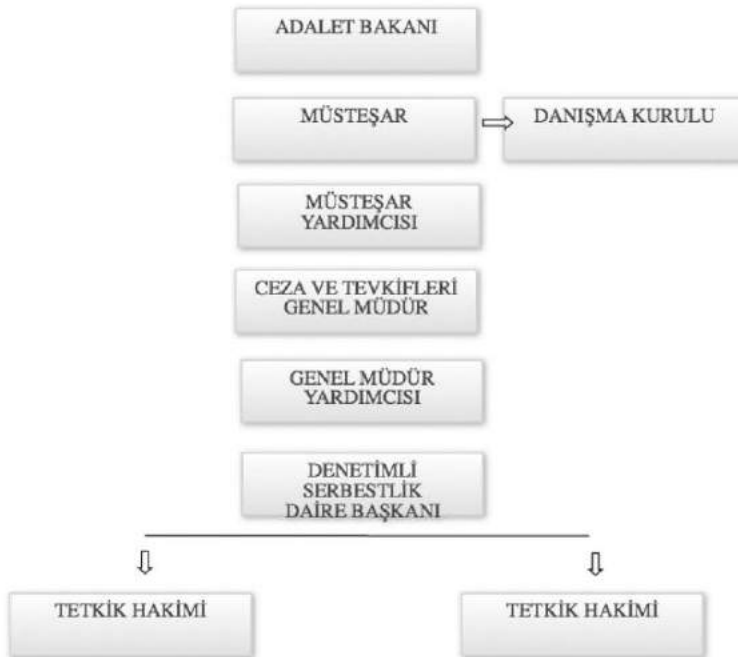 ADALET BAKANI
MÜSTEŞAR
DANIŞMA KURULU
MÜSTEŞAR
YARDIMCISI
CEZA VE TEVKİFLERİ
GENEL MÜDÜR
GENEL MÜDÜR
YARDIMCISI
DENETİMLİ
SERBESTLİK
DAİRE BAŞKANI
TETKİK HAKİMİ
TETKİK HAKİMİ